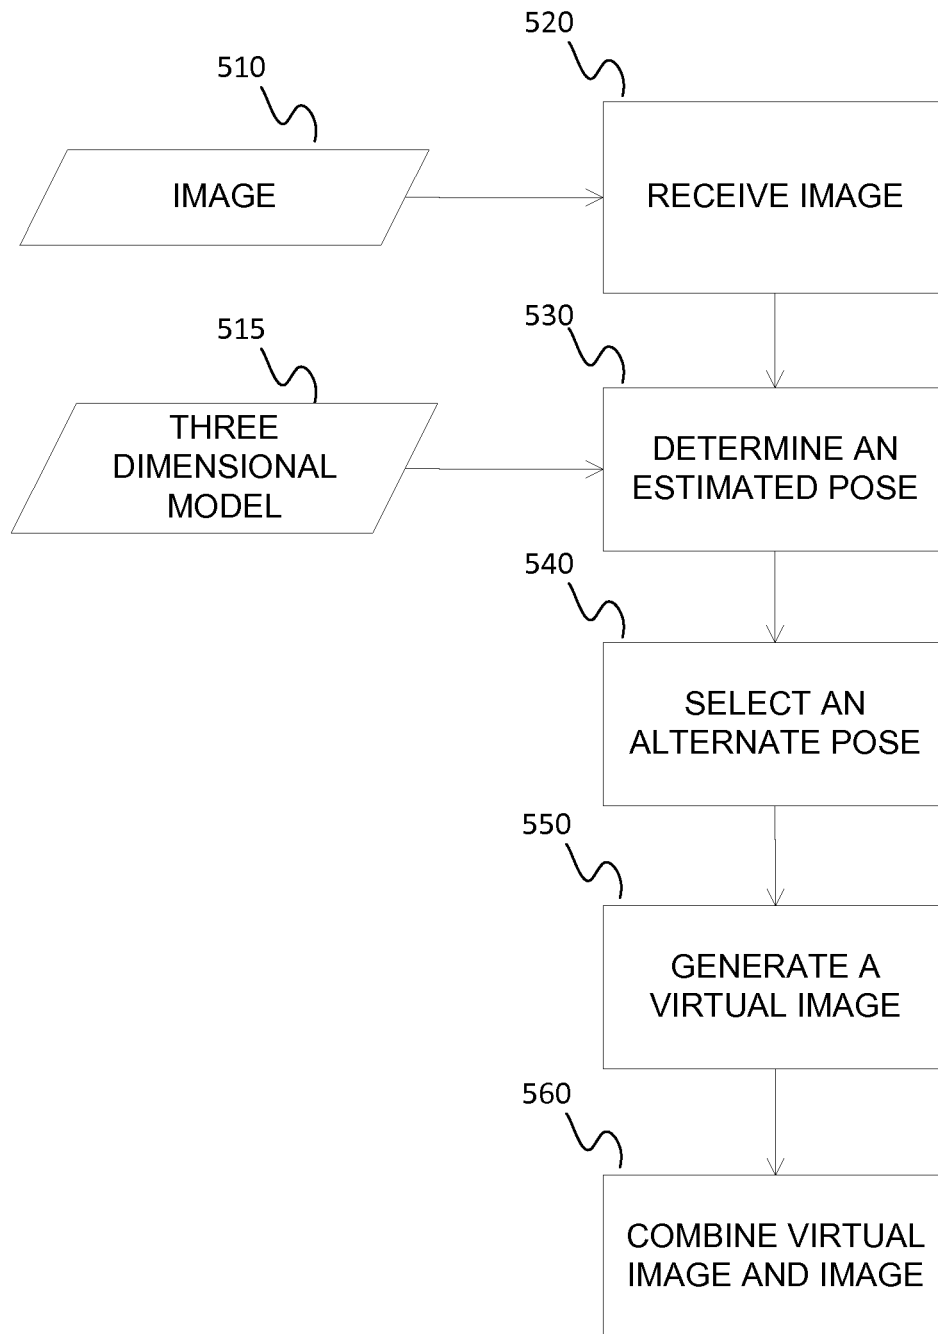 520
510
IMAGE
RECEIVE IMAGE
530
515
THREE
DIMENSIONAL
MODEL
DETERMINE AN
ESTIMATED POSE
540
SELECT AN
ALTERNATE POSE
550
GENERATE A
VIRTUAL IMAGE
560
COMBINE VIRTUAL
IMAGE AND IMAGE